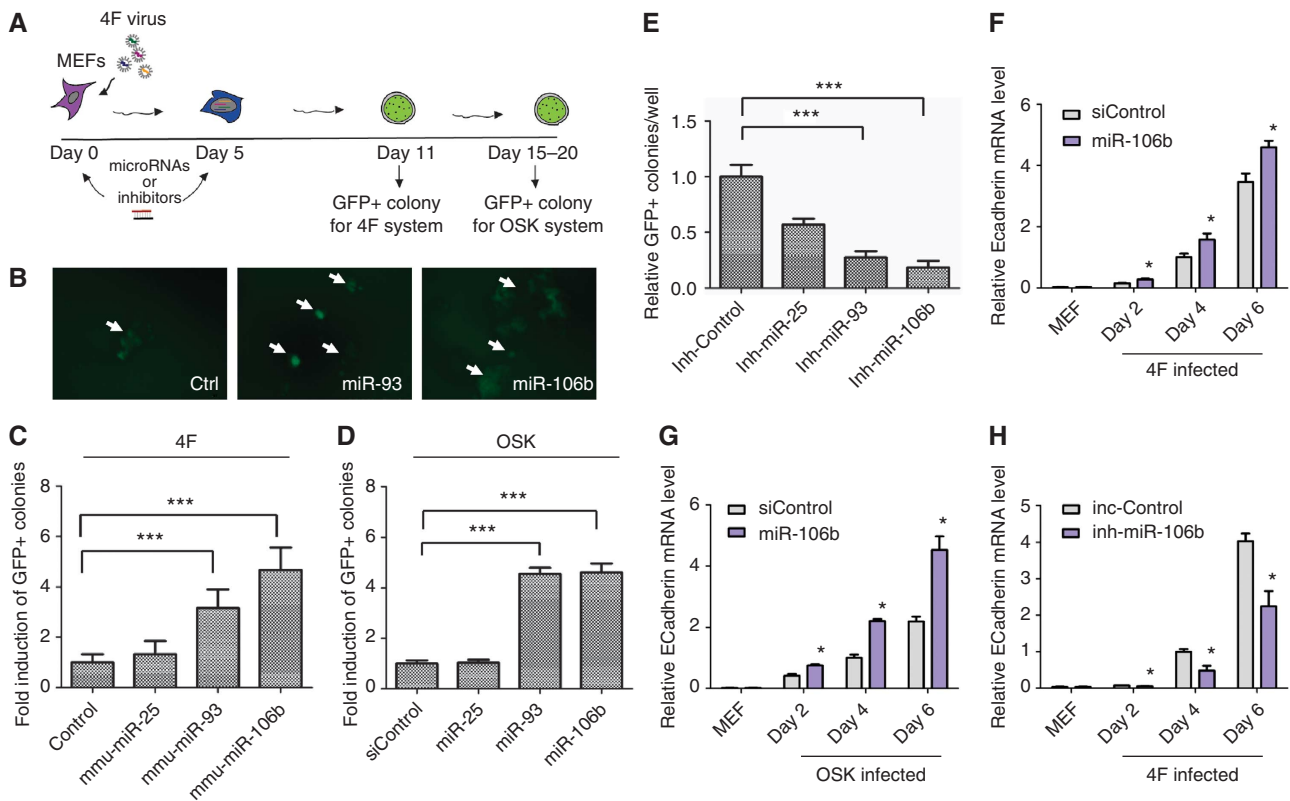 A
4F virus
MEFs
Day 0
Day 5
Day 11
Day 15–20
microRNAs
or
inhibitors
GFP+ colony
for 4F system
GFP+ colony
for OSK system
B
Ctrl
miR-93
miR-106b
C
4F
Fold induction of GFP+ colonies
8
6
4
2
0
***
***
Control
mmu-miR-25
mmu-miR-93
mmu-miR-106b
D
OSK
Fold induction of GFP+ colonies
8
6
4
2
0
***
***
siControl
miR-25
miR-93
miR-106b
E
Relative GFP+ colonies/well
1.5
1.0
0.5
0.0
***
***
Inh-Control
Inh-miR-25
Inh-miR-93
Inh-miR-106b
F
Relative Ecadherin mRNA level
6
4
2
0
siControl
miR-106b
*
*
*
MEF
Day 2
Day 4
Day 6
4F infected
G
Relative ECadherin mRNA level
6
4
2
0
siControl
miR-106b
*
*
*
MEF
Day 2
Day 4
Day 6
OSK infected
H
Relative ECadherin mRNA level
5
4
3
2
1
0
inc-Control
inh-miR-106b
*
*
*
MEF
Day 2
Day 4
Day 6
4F infected